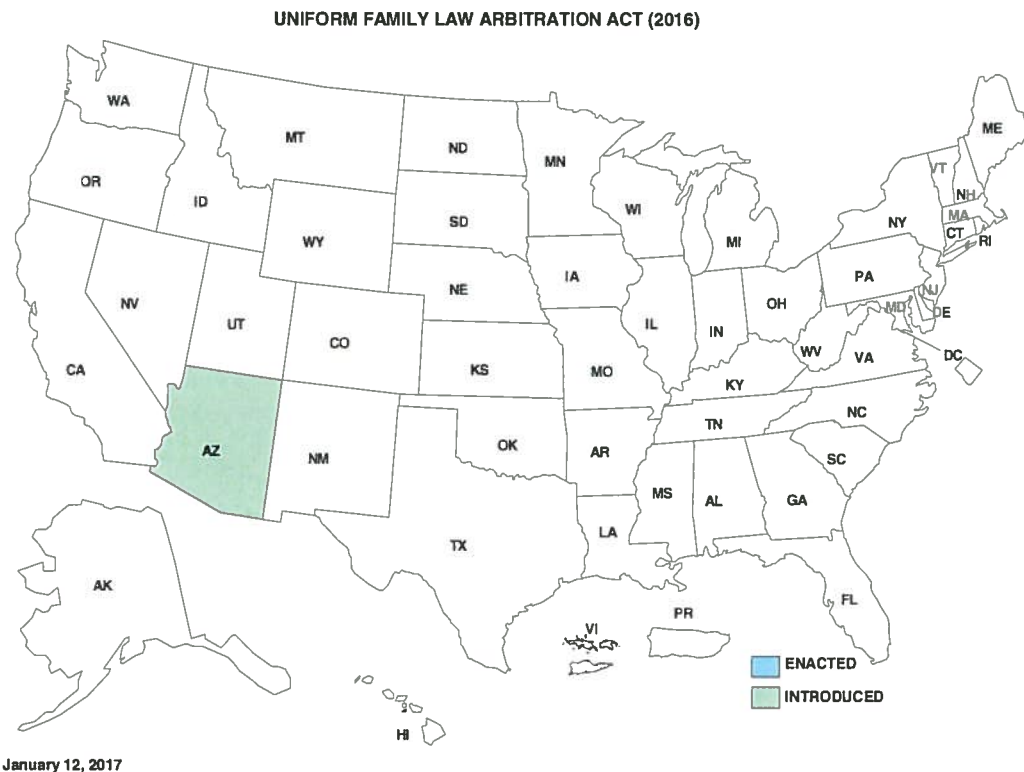 UNIFORM FAMILY LAW ARBITRATION ACT (2016)
WA
MT
ND
MN
ME
OR
ID
SD
WI
VT
NH
WY
MI
NY
MA
CT
RI
NV
UT
NE
IA
PA
NJ
CO
IL
IN
OH
MD
DE
CA
KS
MO
WV
VA
DC
KY
AZ
NM
OK
AR
TN
NC
SC
MS
AL
GA
LA
TX
AK
FL
PR
VI
HI
ENACTED
INTRODUCED
January 12, 2017